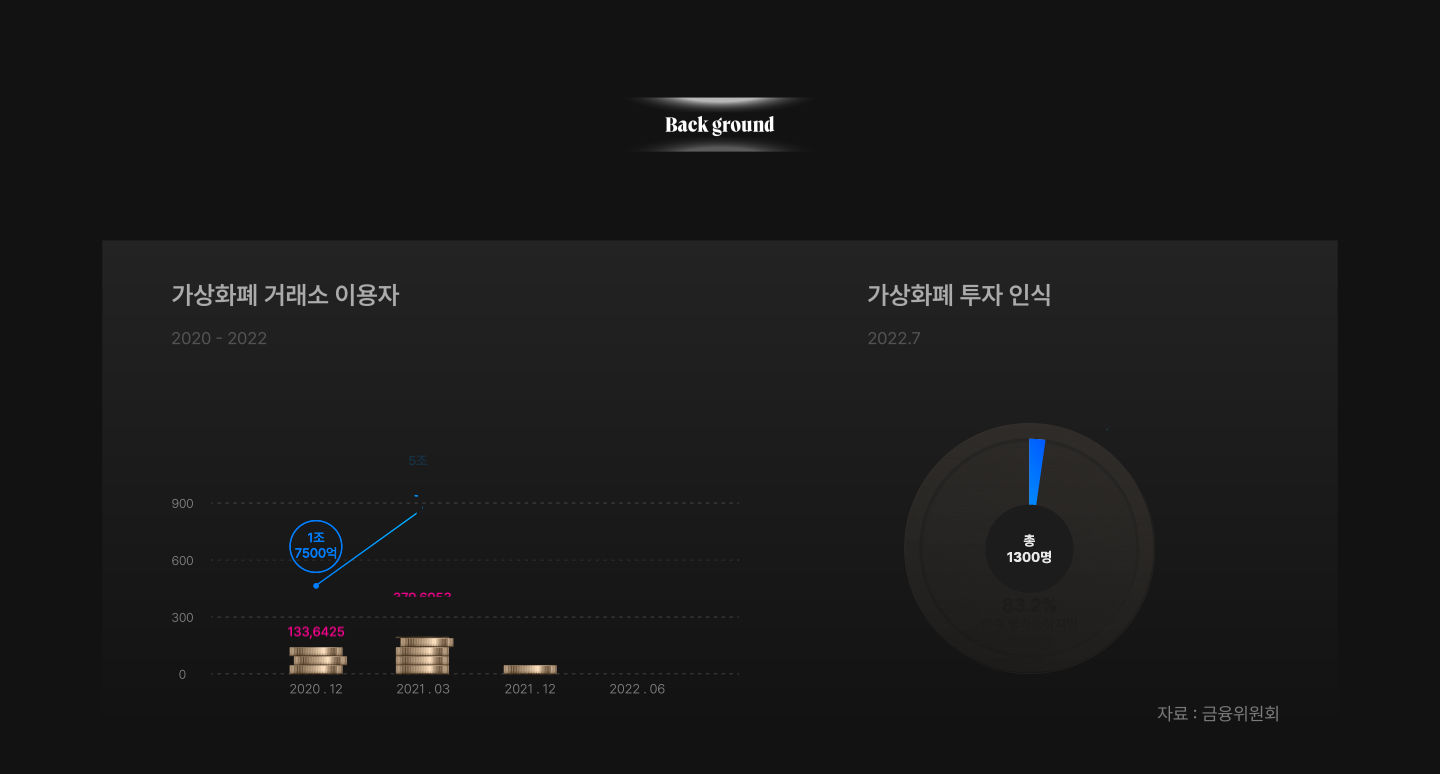 Back ground
가상화폐 거래소 이용자
2020 - 2022
가상화폐 투자 인식
2022.7
5조
900
1조
7500억
600
300
133,6425
0
2020 . 12
2021 . 03
2021 . 12
2022 . 06
총
1300명
83.2%
자료 : 금융위원회